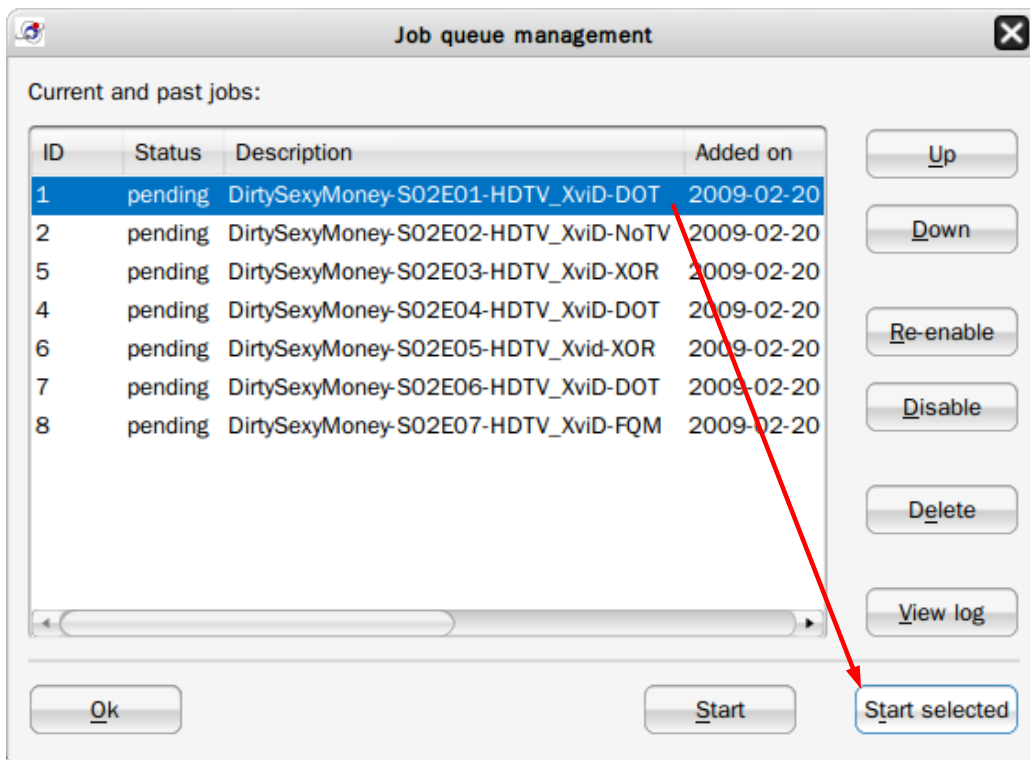 Job queue management
Current and past jobs:
ID Status Description Added on
1 pending DirtySexyMoney-S02E01-HDTV_XviD-DOT 2009-02-20
2 pending DirtySexyMoney-S02E02-HDTV_XviD-NoTV 2009-02-20
5 pending DirtySexyMoney-S02E03-HDTV_XviD-XOR 2009-02-20
4 pending DirtySexyMoney-S02E04-HDTV_XviD-DOT 2009-02-20
6 pending DirtySexyMoney-S02E05-HDTV_Xvid-XOR 2009-02-20
7 pending DirtySexyMoney-S02E06-HDTV_XviD-DOT 2009-02-20
8 pending DirtySexyMoney-S02E07-HDTV_XviD-FQM 2009-02-20
Up
Down
Re-enable
Disable
Delete
View log
Ok Start Start selected